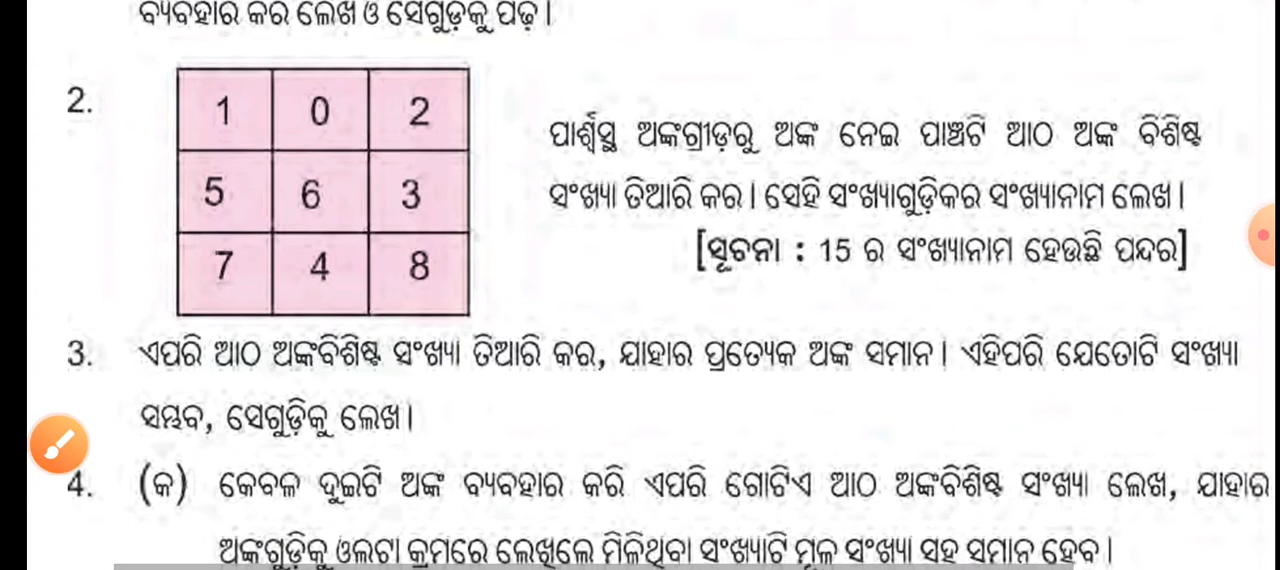 ବ୍ୟବହାର କର ଲେଖ ଓ ସେଗୁଡ଼ିକୁ ପଢ଼ ।
2.
1 0 2
5 6 3
7 4 8
ପାର୍ଶ୍ୱସ୍ଥ ଅଙ୍କଗ୍ରୀଡ଼ରୁ ଅଙ୍କ ନେଇ ପାଞ୍ଚଟି ଆଠ ଅଙ୍କ ବିଶିଷ୍ଟ
ସଂଖ୍ୟା ତିଆରି କର । ସେହି ସଂଖ୍ୟାଗୁଡ଼ିକର ସଂଖ୍ୟାନାମ ଲେଖ ।
[ସୂଚନା : 15 ର ସଂଖ୍ୟାନାମ ହେଉଛି ପନ୍ଦର]
3. ଏପରି ଆଠ ଅଙ୍କବିଶିଷ୍ଟ ସଂଖ୍ୟା ତିଆରି କର, ଯାହାର ପ୍ରତ୍ୟେକ ଅଙ୍କ ସମାନ । ଏହିପରି ଯେତୋଟି ସଂଖ୍ୟା
ସମ୍ଭବ, ସେଗୁଡ଼ିକୁ ଲେଖ ।
4. (କ) କେବଳ ଦୁଇଟି ଅଙ୍କ ବ୍ୟବହାର କରି ଏପରି ଗୋଟିଏ ଆଠ ଅଙ୍କବିଶିଷ୍ଟ ସଂଖ୍ୟା ଲେଖ, ଯାହାର
ଅଙ୍କଗୁଡ଼ିକୁ ଓଲଟା କ୍ରମରେ ଲେଖିଲେ ମିଳିଥିବା ସଂଖ୍ୟାଟି ମୂଳ ସଂଖ୍ୟା ସହ ସମାନ ହେବ ।